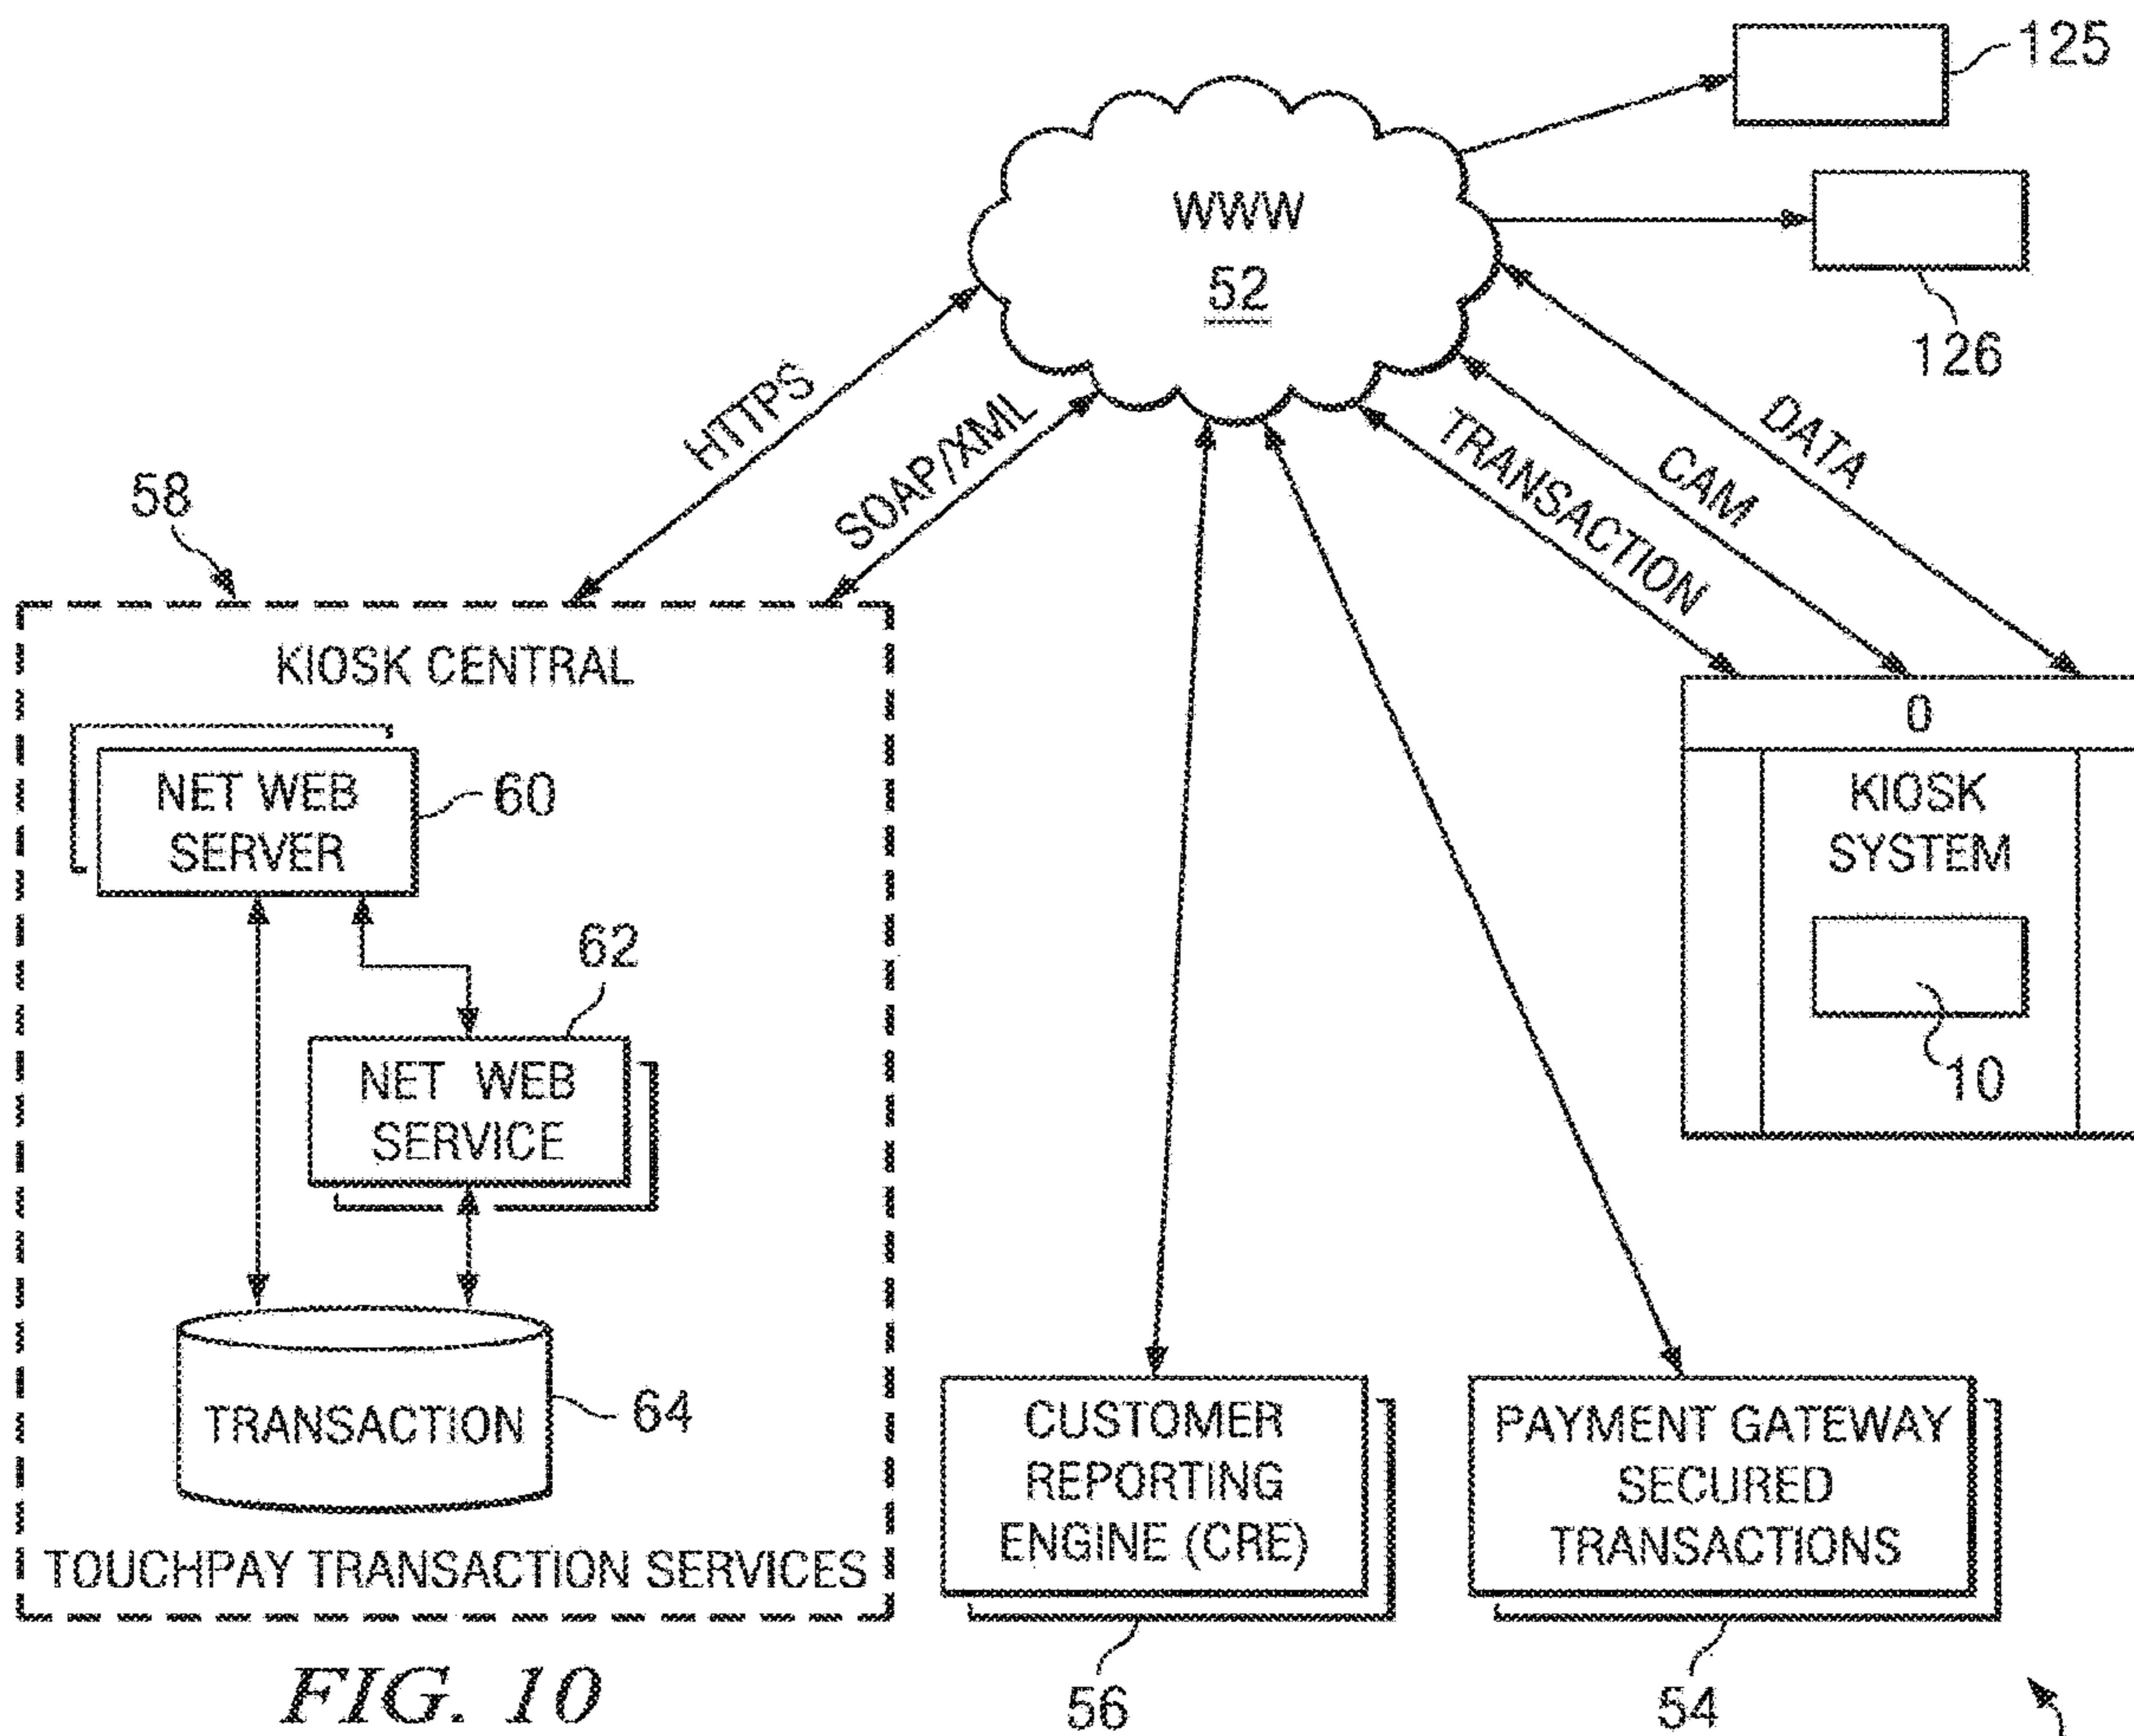 125
WWW
52
126
HTTPS
SOAP/XML
TRANSACTION
CAM
DATA
58
KIOSK CENTRAL
NET WEB
SERVER
60
62
NET WEB
SERVICE
TRANSACTION
64
TOUCHPAY TRANSACTION SERVICES
0
KIOSK
SYSTEM
10
CUSTOMER
REPORTING
ENGINE (CRE)
56
PAYMENT GATEWAY
SECURED
TRANSACTIONS
54
FIG. 10